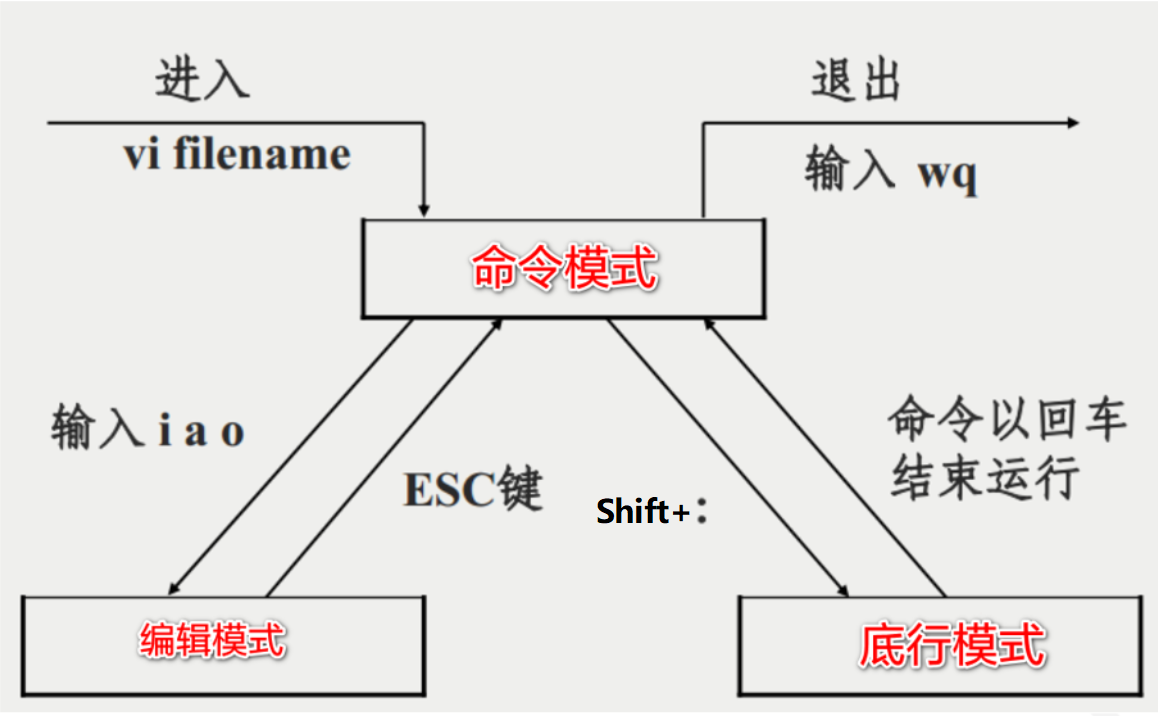 进入
vi filename
退出
输入 wq
命令模式
输入 i a o
ESC键
Shift+：
命令以回车
结束运行
编辑模式
底行模式